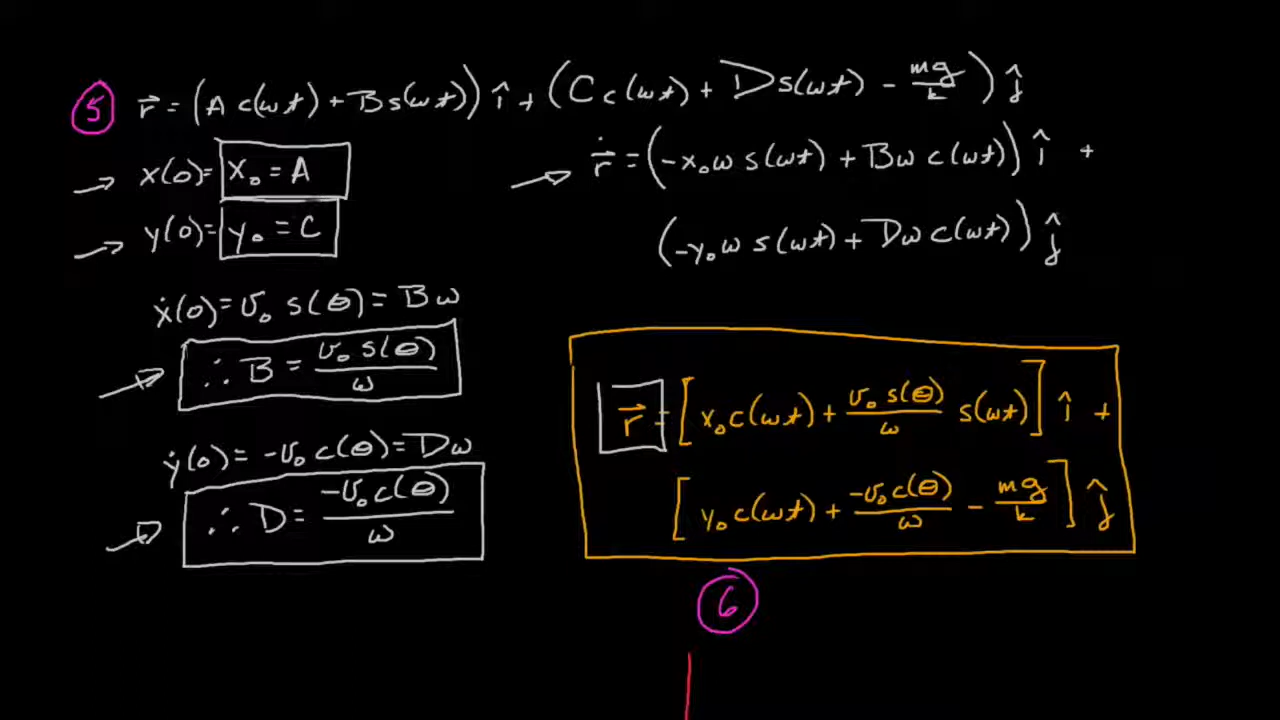 5 r⃗ = (A c(ωt) + B s(ωt)) î + (C c(ωt) + D s(ωt) − mg/k) ĵ
→ x(0) = x₀ = A
→ y(0) = y₀ = C
→ ṙ⃗ = (-x₀ω s(ωt) + Bω c(ωt)) î +
(-y₀ω s(ωt) + Dω c(ωt)) ĵ
ẋ(0) = v₀ s(θ) = Bω
→ ∴ B = v₀ s(θ)/ω
ẏ(0) = -v₀ c(θ) = Dω
→ ∴ D = -v₀ c(θ)/ω
r⃗ = [x₀ c(ωt) + v₀ s(θ)/ω s(ωt)] î +
[y₀ c(ωt) + -v₀ c(θ)/ω − mg/k] ĵ
6